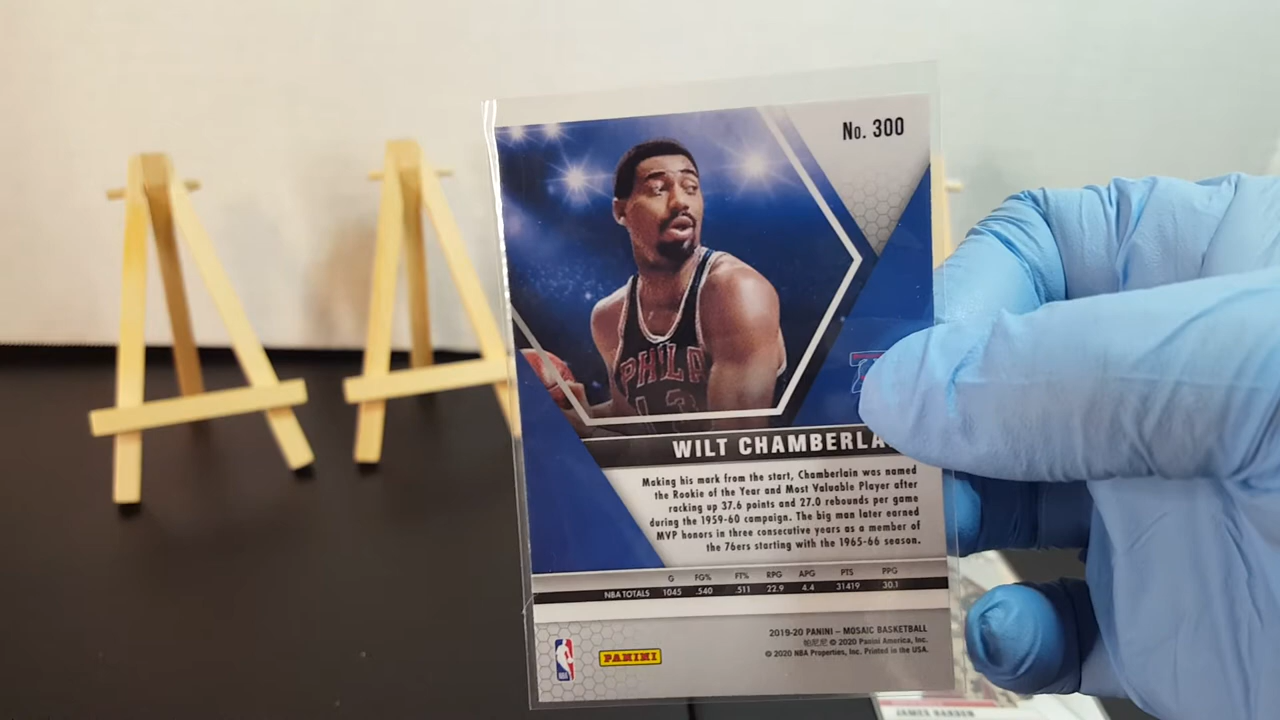 No. 300
PHILA
13
WILT CHAMBERLA
Making his mark from the start, Chamberlain was named
the Rookie of the Year and Most Valuable Player after
racking up 37.6 points and 27.0 rebounds per game
during the 1959-60 campaign. The big man later earned
MVP honors in three consecutive years as a member of
the 76ers starting with the 1965-66 season.
G FG% FT% RPG APG PTS PPG
NBA TOTALS 1045 .540 .511 22.9 4.4 31419 30.1
2019-20 PANINI – MOSAIC BASKETBALL
帕尼尼 © 2020 Panini America, Inc.
© 2020 NBA Properties, Inc. Printed in the USA.
NBA
PANINI